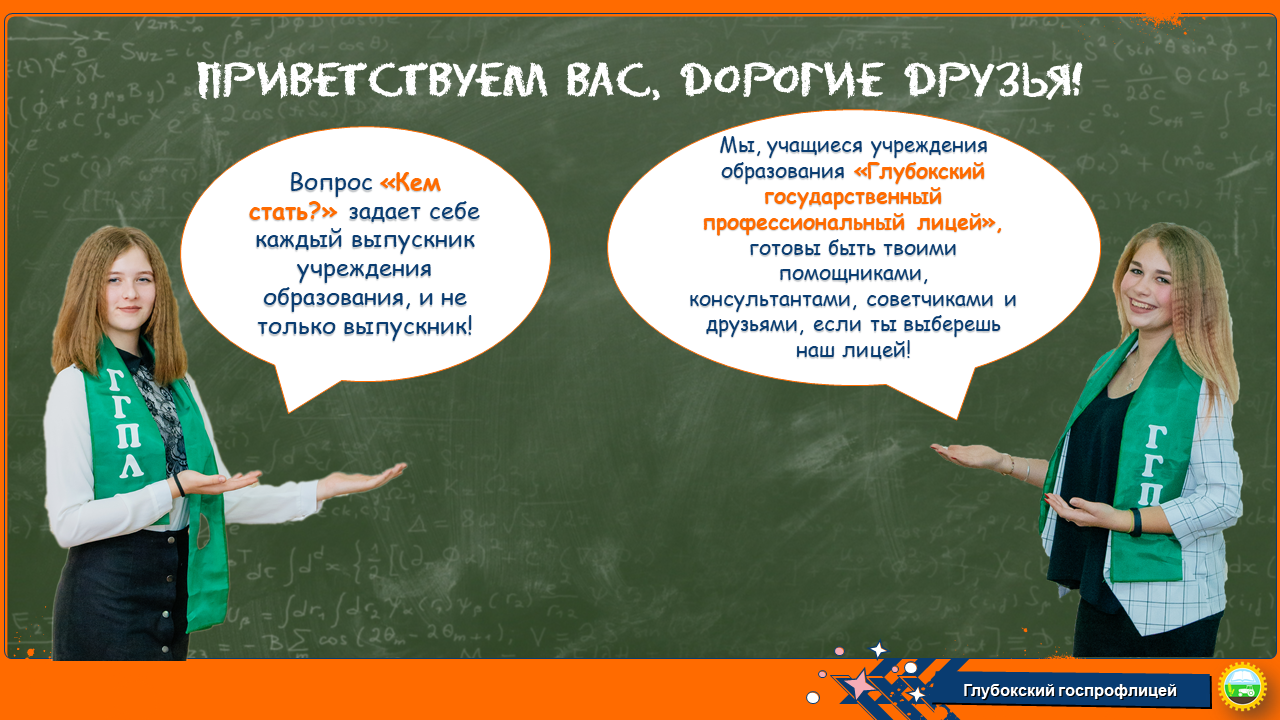 ПРИВЕТСТВУЕМ ВАС, ДОРОГИЕ ДРУЗЬЯ!
Вопрос «Кем
стать?» задает себе
каждый выпускник
учреждения
образования, и не
только выпускник!
Мы, учащиеся учреждения
образования «Глубокский
государственный
профессиональный лицей»,
готовы быть твоими
помощниками,
консультантами, советчиками и
друзьями, если ты выберешь
наш лицей!
Г
Г
П
Л
Г
Г
П
Глубокский госпрофлицей